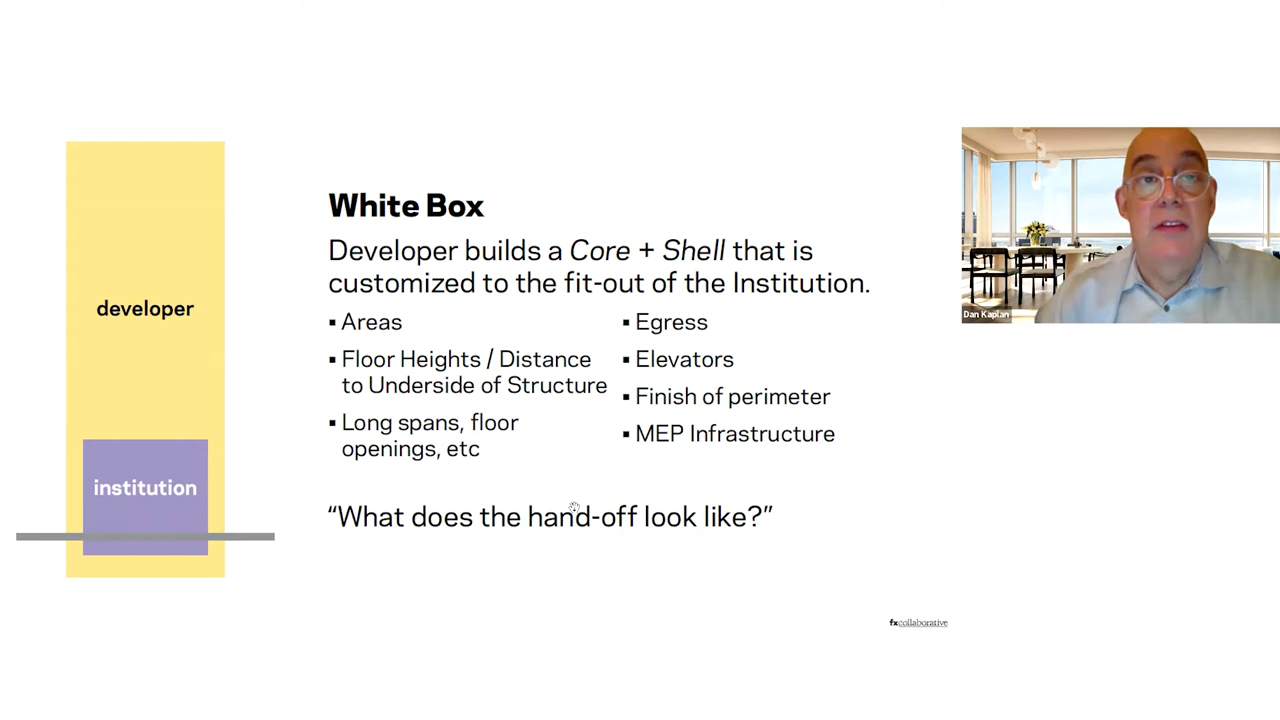 developer
institution
White Box
Developer builds a Core + Shell that is
customized to the fit-out of the Institution.
▪ Areas
▪ Floor Heights / Distance
to Underside of Structure
▪ Long spans, floor
openings, etc
▪ Egress
▪ Elevators
▪ Finish of perimeter
▪ MEP Infrastructure
“What does the hand-off look like?”
fxcollaborative
Dan Kaplan